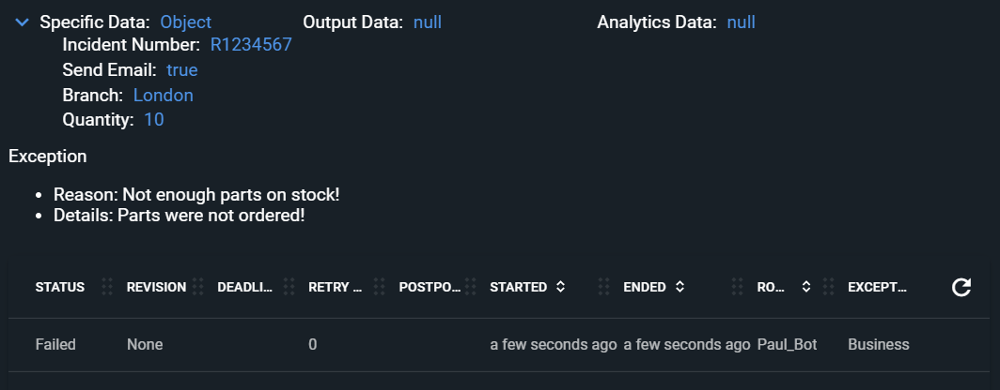 Specific Data: Object Output Data: null Analytics Data: null
Incident Number: R1234567
Send Email: true
Branch: London
Quantity: 10
Exception
• Reason: Not enough parts on stock!
• Details: Parts were not ordered!
STATUS REVISION DEADLI... RETRY ... POSTPO... STARTED ENDED RO... EXCEPT...
Failed None 0 a few seconds ago a few seconds ago Paul_Bot Business